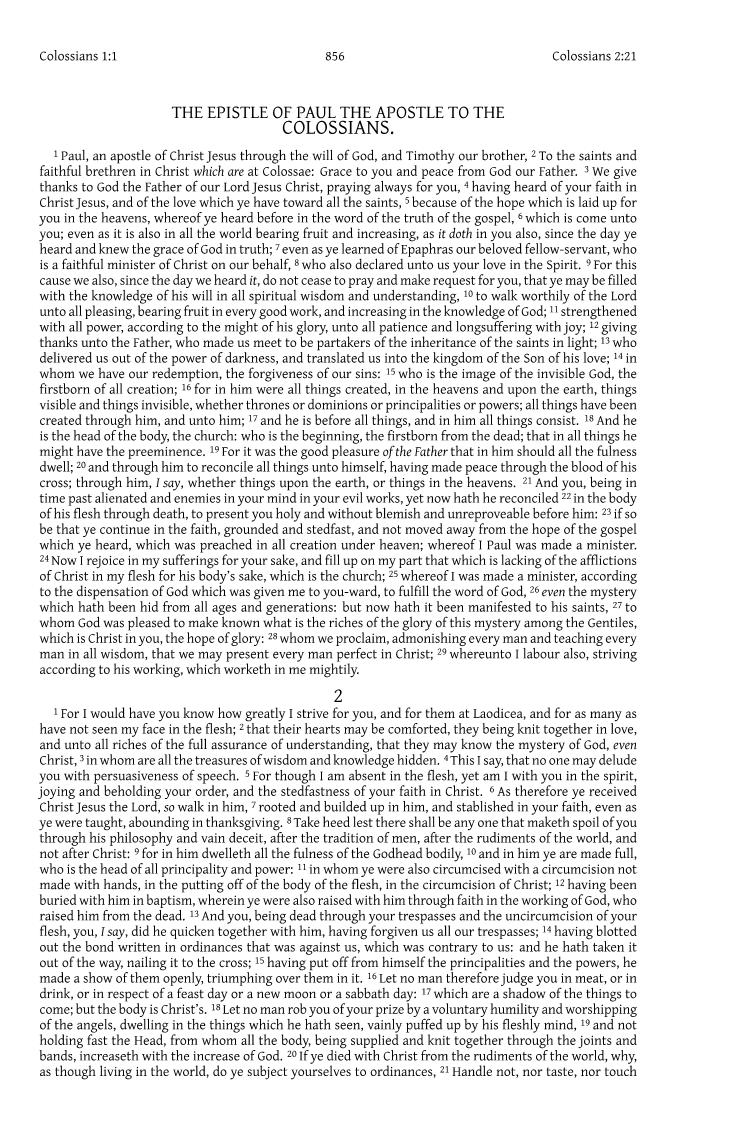 Colossians 1:1 856 Colossians 2:21
THE EPISTLE OF PAUL THE APOSTLE TO THE
COLOSSIANS.
1 Paul, an apostle of Christ Jesus through the will of God, and Timothy our brother, 2 To the saints and
faithful brethren in Christ which are at Colossae: Grace to you and peace from God our Father. 3 We give
thanks to God the Father of our Lord Jesus Christ, praying always for you, 4 having heard of your faith in
Christ Jesus, and of the love which ye have toward all the saints, 5 because of the hope which is laid up for
you in the heavens, whereof ye heard before in the word of the truth of the gospel, 6 which is come unto
you; even as it is also in all the world bearing fruit and increasing, as it doth in you also, since the day ye
heard and knew the grace of God in truth; 7 even as ye learned of Epaphras our beloved fellow-servant, who
is a faithful minister of Christ on our behalf, 8 who also declared unto us your love in the Spirit. 9 For this
cause we also, since the day we heard it, do not cease to pray and make request for you, that ye may be filled
with the knowledge of his will in all spiritual wisdom and understanding, 10 to walk worthily of the Lord
unto all pleasing, bearing fruit in every good work, and increasing in the knowledge of God; 11 strengthened
with all power, according to the might of his glory, unto all patience and longsuffering with joy; 12 giving
thanks unto the Father, who made us meet to be partakers of the inheritance of the saints in light; 13 who
delivered us out of the power of darkness, and translated us into the kingdom of the Son of his love; 14 in
whom we have our redemption, the forgiveness of our sins: 15 who is the image of the invisible God, the
firstborn of all creation; 16 for in him were all things created, in the heavens and upon the earth, things
visible and things invisible, whether thrones or dominions or principalities or powers; all things have been
created through him, and unto him; 17 and he is before all things, and in him all things consist. 18 And he
is the head of the body, the church: who is the beginning, the firstborn from the dead; that in all things he
might have the preeminence. 19 For it was the good pleasure of the Father that in him should all the fulness
dwell; 20 and through him to reconcile all things unto himself, having made peace through the blood of his
cross; through him, I say, whether things upon the earth, or things in the heavens. 21 And you, being in
time past alienated and enemies in your mind in your evil works, yet now hath he reconciled 22 in the body
of his flesh through death, to present you holy and without blemish and unreproveable before him: 23 if so
be that ye continue in the faith, grounded and stedfast, and not moved away from the hope of the gospel
which ye heard, which was preached in all creation under heaven; whereof I Paul was made a minister.
24 Now I rejoice in my sufferings for your sake, and fill up on my part that which is lacking of the afflictions
of Christ in my flesh for his body's sake, which is the church; 25 whereof I was made a minister, according
to the dispensation of God which was given me to you-ward, to fulfill the word of God, 26 even the mystery
which hath been hid from all ages and generations: but now hath it been manifested to his saints, 27 to
whom God was pleased to make known what is the riches of the glory of this mystery among the Gentiles,
which is Christ in you, the hope of glory: 28 whom we proclaim, admonishing every man and teaching every
man in all wisdom, that we may present every man perfect in Christ; 29 whereunto I labour also, striving
according to his working, which worketh in me mightily.
2
1 For I would have you know how greatly I strive for you, and for them at Laodicea, and for as many as
have not seen my face in the flesh; 2 that their hearts may be comforted, they being knit together in love,
and unto all riches of the full assurance of understanding, that they may know the mystery of God, even
Christ, 3 in whom are all the treasures of wisdom and knowledge hidden. 4 This I say, that no one may delude
you with persuasiveness of speech. 5 For though I am absent in the flesh, yet am I with you in the spirit,
joying and beholding your order, and the stedfastness of your faith in Christ. 6 As therefore ye received
Christ Jesus the Lord, so walk in him, 7 rooted and builded up in him, and stablished in your faith, even as
ye were taught, abounding in thanksgiving. 8 Take heed lest there shall be any one that maketh spoil of you
through his philosophy and vain deceit, after the tradition of men, after the rudiments of the world, and
not after Christ: 9 for in him dwelleth all the fulness of the Godhead bodily, 10 and in him ye are made full,
who is the head of all principality and power: 11 in whom ye were also circumcised with a circumcision not
made with hands, in the putting off of the body of the flesh, in the circumcision of Christ; 12 having been
buried with him in baptism, wherein ye were also raised with him through faith in the working of God, who
raised him from the dead. 13 And you, being dead through your trespasses and the uncircumcision of your
flesh, you, I say, did he quicken together with him, having forgiven us all our trespasses; 14 having blotted
out the bond written in ordinances that was against us, which was contrary to us: and he hath taken it
out of the way, nailing it to the cross; 15 having put off from himself the principalities and the powers, he
made a show of them openly, triumphing over them in it. 16 Let no man therefore judge you in meat, or in
drink, or in respect of a feast day or a new moon or a sabbath day: 17 which are a shadow of the things to
come; but the body is Christ's. 18 Let no man rob you of your prize by a voluntary humility and worshipping
of the angels, dwelling in the things which he hath seen, vainly puffed up by his fleshly mind, 19 and not
holding fast the Head, from whom all the body, being supplied and knit together through the joints and
bands, increaseth with the increase of God. 20 If ye died with Christ from the rudiments of the world, why,
as though living in the world, do ye subject yourselves to ordinances, 21 Handle not, nor taste, nor touch